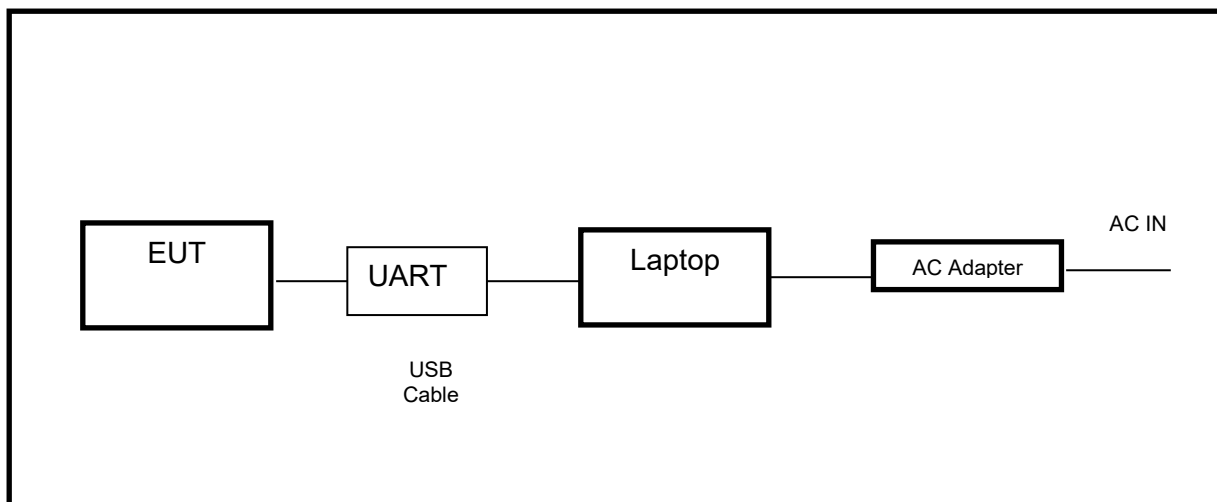 EUT
UART
Laptop
AC Adapter
AC IN
USB
Cable